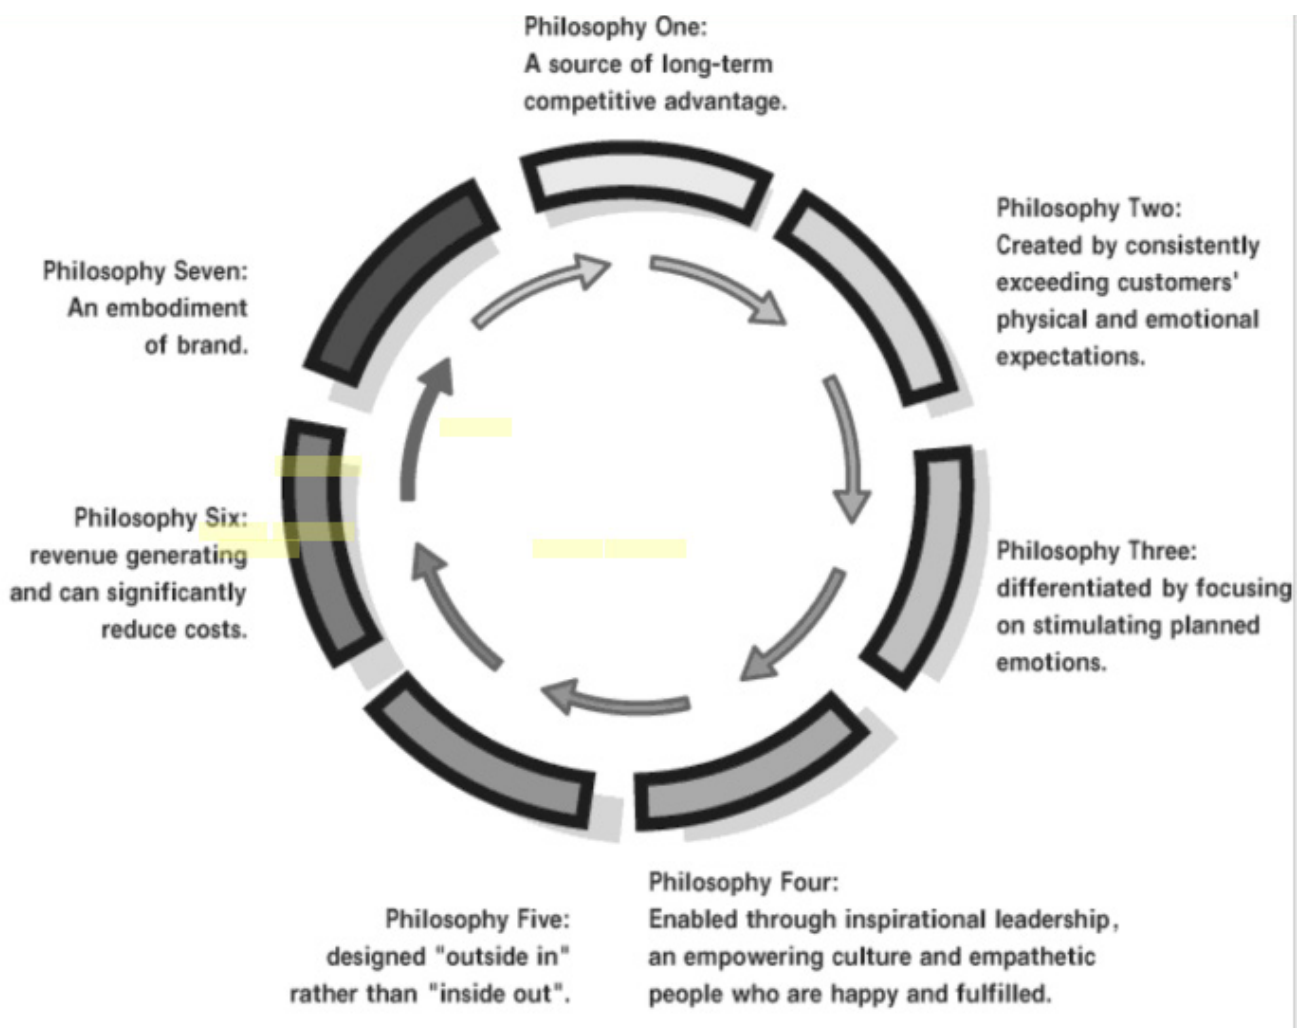 Philosophy One:
A source of long-term
competitive advantage.
Philosophy Two:
Created by consistently
exceeding customers'
physical and emotional
expectations.
Philosophy Three:
differentiated by focusing
on stimulating planned
emotions.
Philosophy Four:
Enabled through inspirational leadership,
an empowering culture and empathetic
people who are happy and fulfilled.
Philosophy Five:
designed "outside in"
rather than "inside out".
Philosophy Six:
revenue generating
and can significantly
reduce costs.
Philosophy Seven:
An embodiment
of brand.